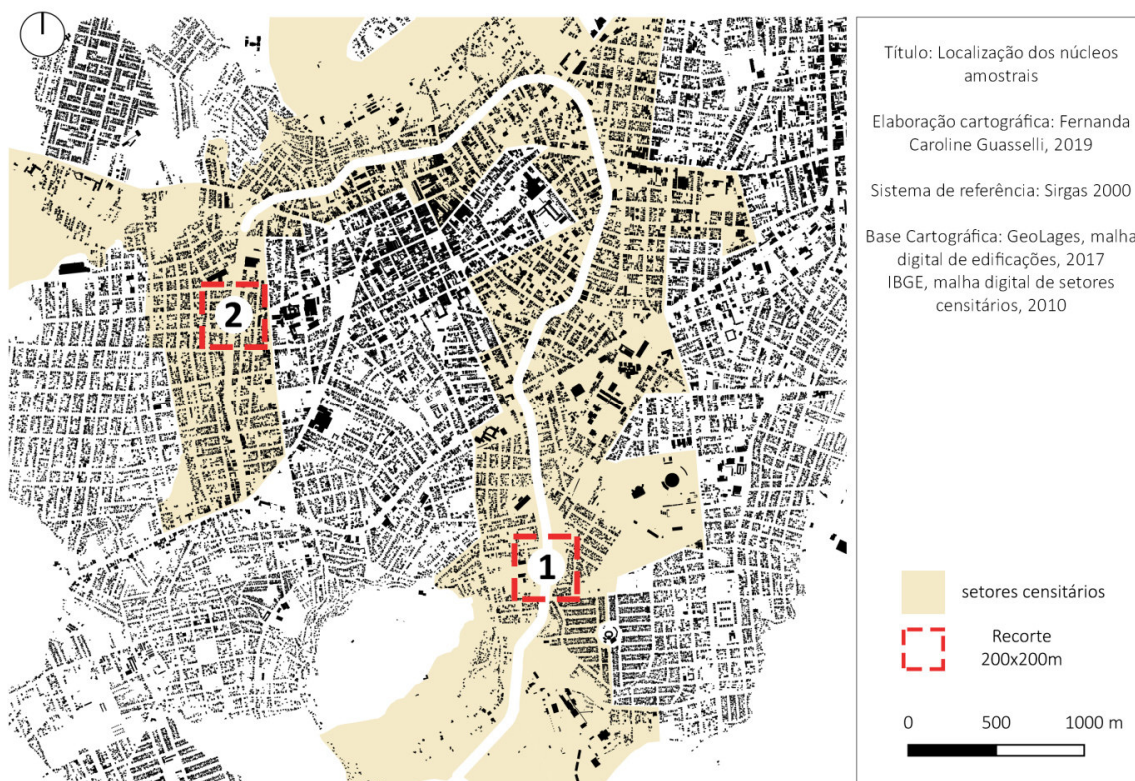 Título: Localização dos núcleos
amostrais
Elaboração cartográfica: Fernanda
Caroline Guasselli, 2019
Sistema de referência: Sirgas 2000
Base Cartográfica: GeoLages, malha
digital de edificações, 2017
IBGE, malha digital de setores
censitários, 2010
2
1
setores censitários
Recorte
200x200m
0 500 1000 m